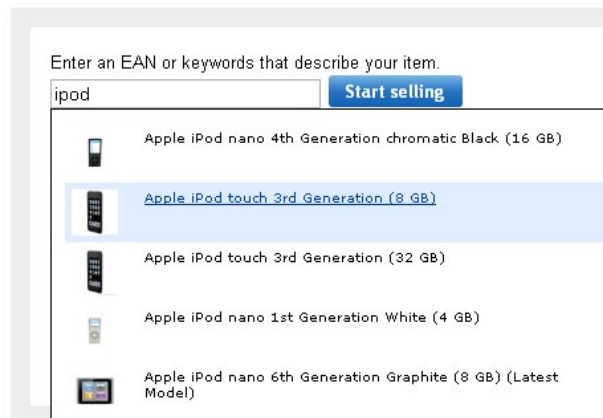 Enter an EAN or keywords that describe your item.
ipod
Start selling
Apple iPod nano 4th Generation chromatic Black (16 GB)
Apple iPod touch 3rd Generation (8 GB)
Apple iPod touch 3rd Generation (32 GB)
Apple iPod nano 1st Generation White (4 GB)
Apple iPod nano 6th Generation Graphite (8 GB) (Latest
Model)